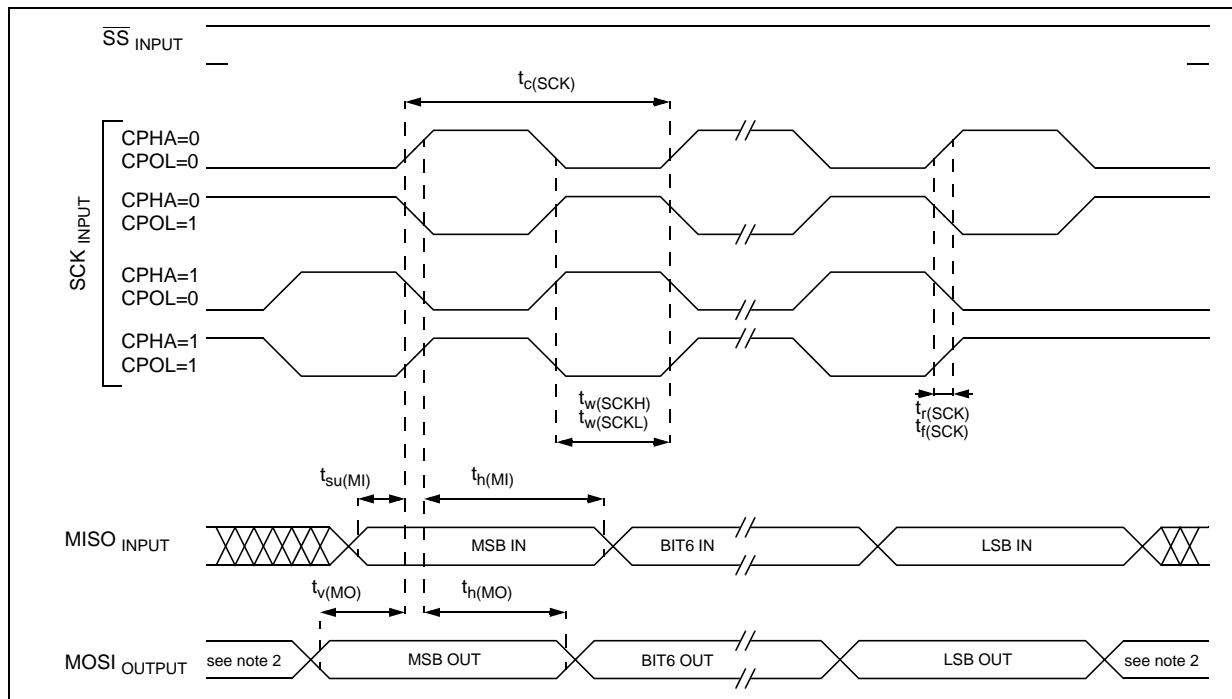 SS INPUT
tc(SCK)
SCK INPUT
CPHA=0
CPOL=0
CPHA=0
CPOL=1
CPHA=1
CPOL=0
CPHA=1
CPOL=1
tw(SCKH)
tw(SCKL)
tr(SCK)
tf(SCK)
tsu(MI)
th(MI)
MISO INPUT
MSB IN
BIT6 IN
LSB IN
tv(MO)
th(MO)
MOSI OUTPUT
see note 2
MSB OUT
BIT6 OUT
LSB OUT
see note 2